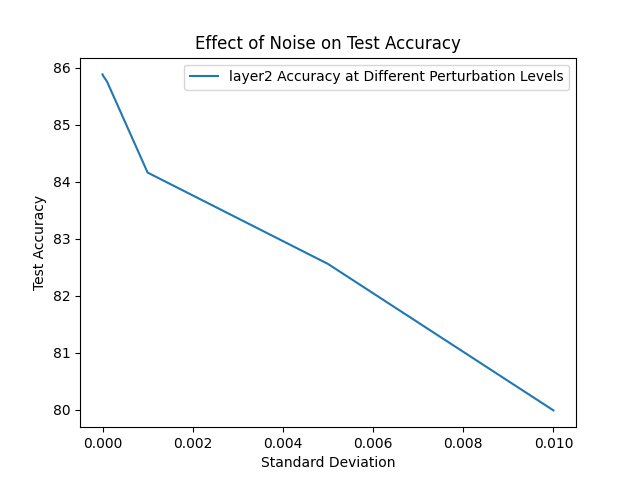 Effect of Noise on Test Accuracy
layer2 Accuracy at Different Perturbation Levels
86
85
84
83
82
81
80
Test Accuracy
0.000 0.002 0.004 0.006 0.008 0.010
Standard Deviation